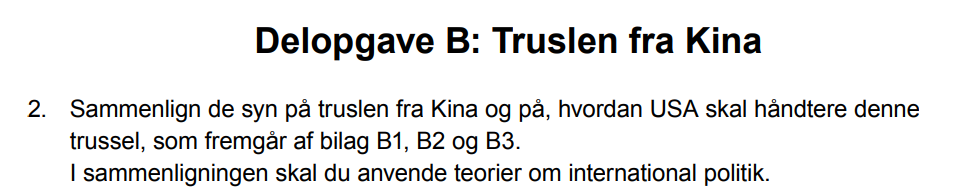 Delopgave B: Truslen fra Kina
2. Sammenlign de syn på truslen fra Kina og på, hvordan USA skal håndtere denne
trussel, som fremgår af bilag B1, B2 og B3.
I sammenligningen skal du anvende teorier om international politik.